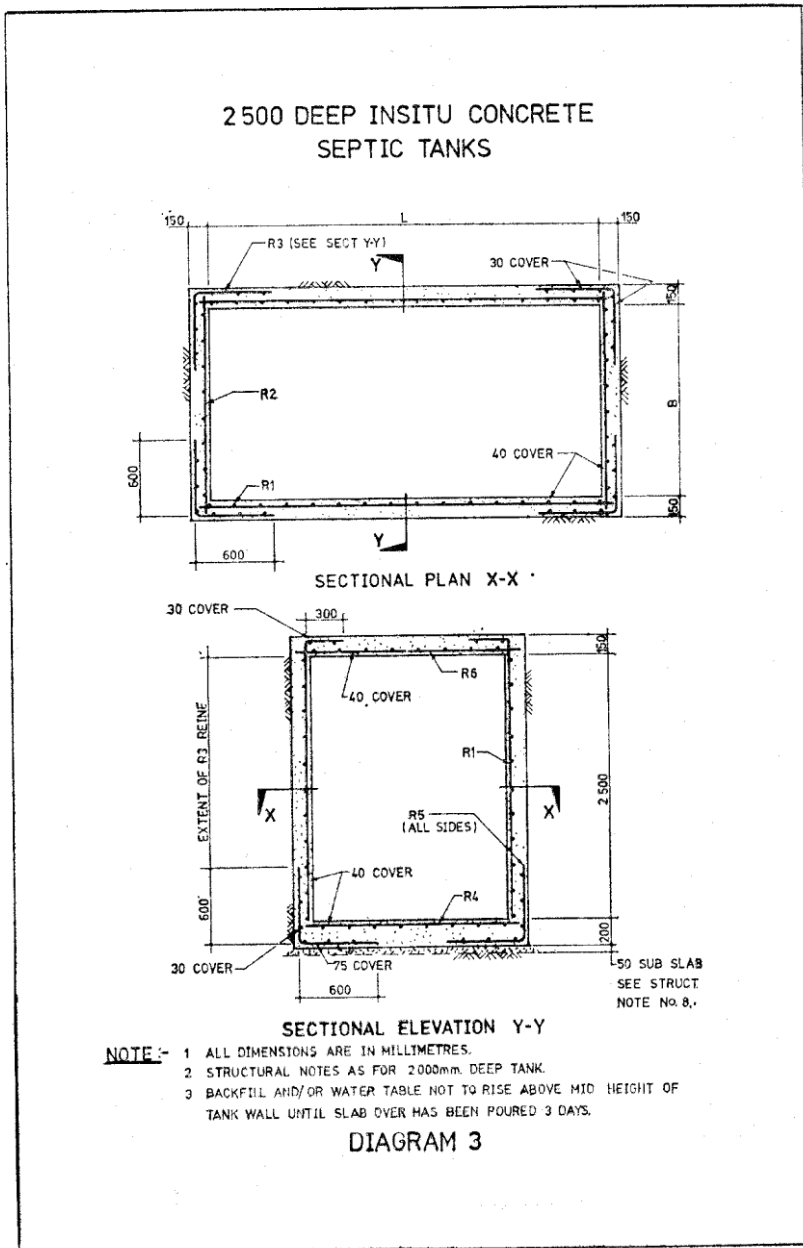 2500 DEEP INSITU CONCRETE
SEPTIC TANKS
150 L 150
R3 (SEE SECT Y-Y)
Y
30 COVER
150
R2
B
600
40 COVER
R1
150
Y
600
SECTIONAL PLAN X-X
30 COVER
300
150
R6
40 COVER
EXTENT OF R3 REINE
R1
2500
X X
R5
(ALL SIDES)
40 COVER
R4
600
200
30 COVER
75 COVER
600
50 SUB SLAB
SEE STRUCT
NOTE No. 8.
SECTIONAL ELEVATION Y-Y
NOTE:- 1 ALL DIMENSIONS ARE IN MILLIMETRES.
2 STRUCTURAL NOTES AS FOR 2000mm. DEEP TANK.
3 BACKFILL AND/OR WATER TABLE NOT TO RISE ABOVE MID HEIGHT OF
TANK WALL UNTIL SLAB OVER HAS BEEN POURED 3 DAYS.
DIAGRAM 3